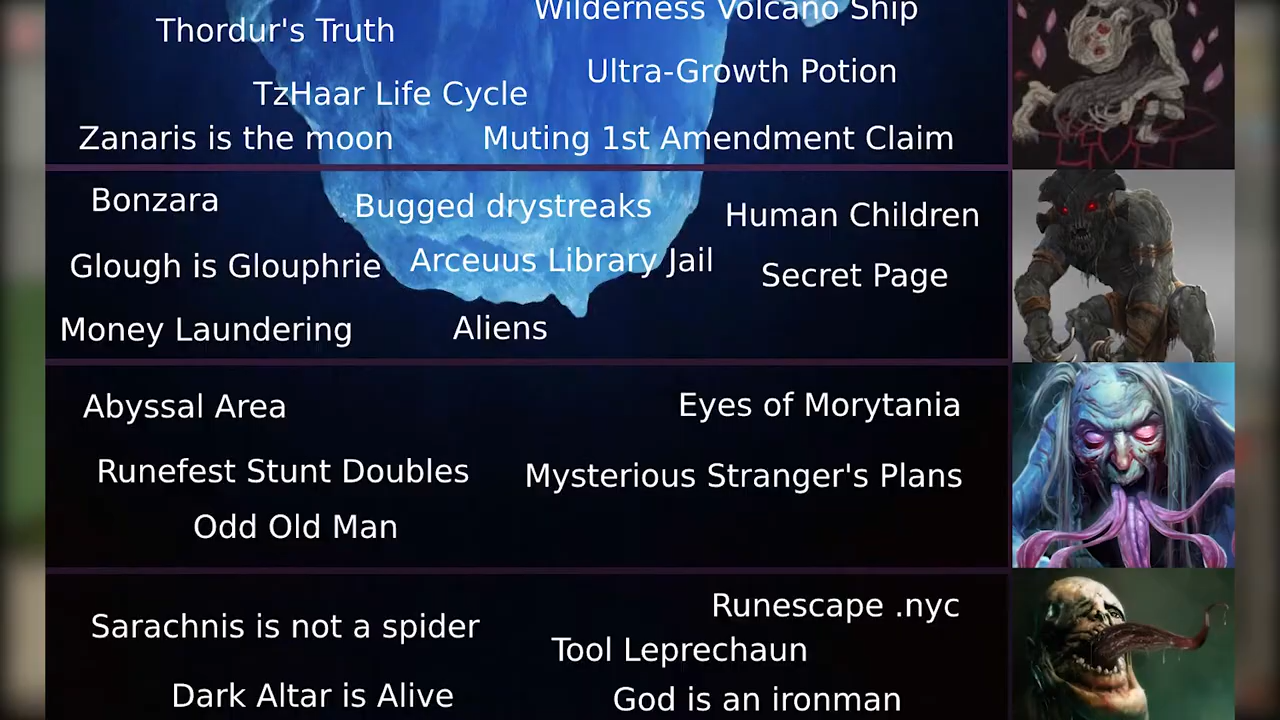 Wilderness Volcano Ship
Thordur's Truth
Ultra-Growth Potion
TzHaar Life Cycle
Zanaris is the moon
Muting 1st Amendment Claim
Bonzara
Bugged drystreaks
Human Children
Glough is Glouphrie
Arceuus Library Jail
Secret Page
Money Laundering
Aliens
Abyssal Area
Eyes of Morytania
Runefest Stunt Doubles
Mysterious Stranger's Plans
Odd Old Man
Runescape .nyc
Sarachnis is not a spider
Tool Leprechaun
Dark Altar is Alive
God is an ironman